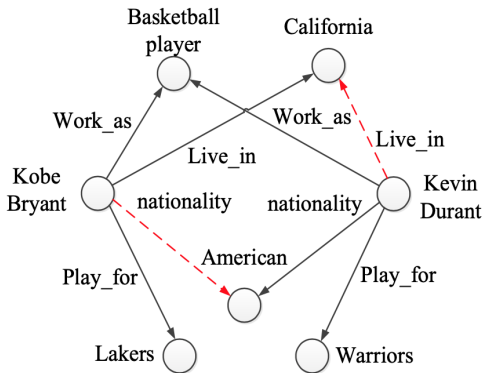 Basketball
player
California
Work_as
Work_as
Live_in
Live_in
Kobe
Bryant
nationality
nationality
Kevin
Durant
American
Play_for
Play_for
Lakers
Warriors